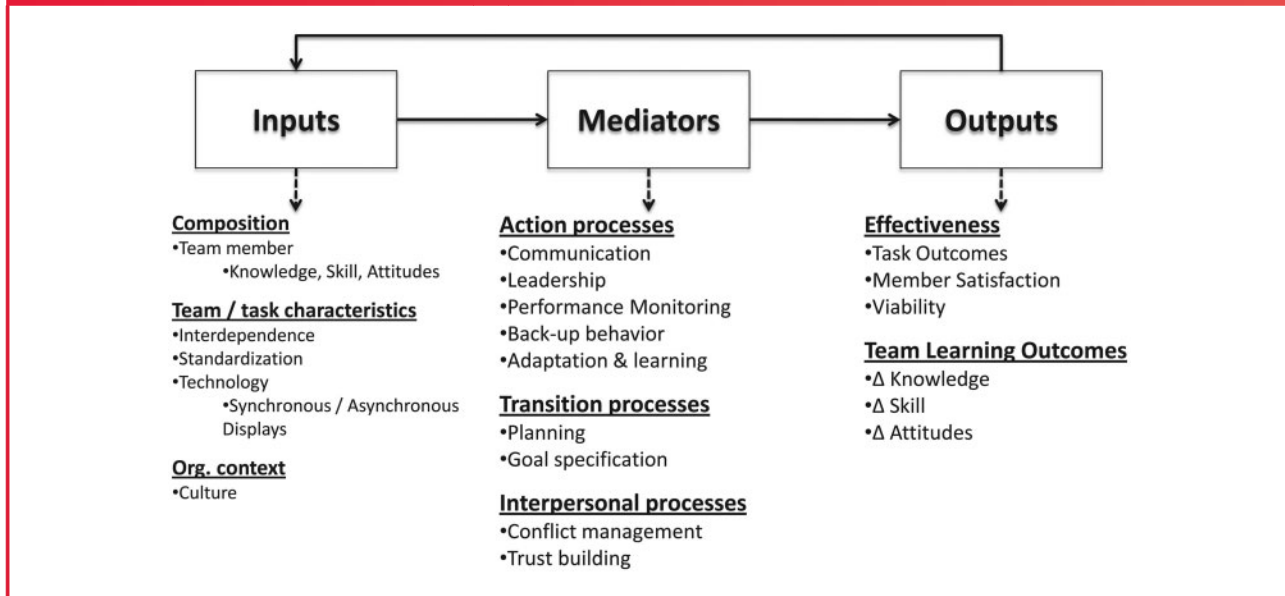 Inputs
Mediators
Outputs
Composition
•Team member
•Knowledge, Skill, Attitudes
Team / task characteristics
•Interdependence
•Standardization
•Technology
•Synchronous / Asynchronous
Displays
Org. context
•Culture
Action processes
•Communication
•Leadership
•Performance Monitoring
•Back-up behavior
•Adaptation & learning
Transition processes
•Planning
•Goal specification
Interpersonal processes
•Conflict management
•Trust building
Effectiveness
•Task Outcomes
•Member Satisfaction
•Viability
Team Learning Outcomes
•Δ Knowledge
•Δ Skill
•Δ Attitudes